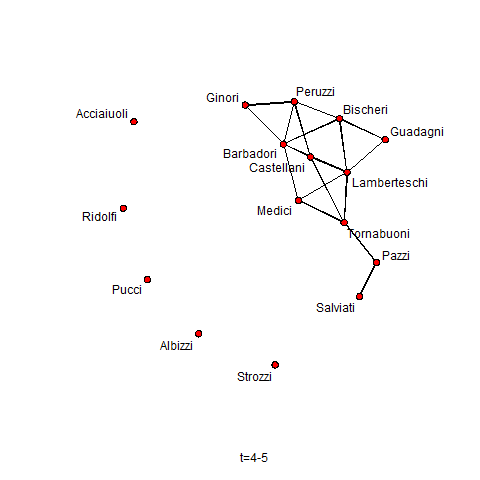 Peruzzi
Ginori
Bischeri
Acciaiuoli
Guadagni
Barbadori
Castellani
Lamberteschi
Medici
Ridolfi
Tornabuoni
Pazzi
Pucci
Salviati
Albizzi
Strozzi
t=4-5